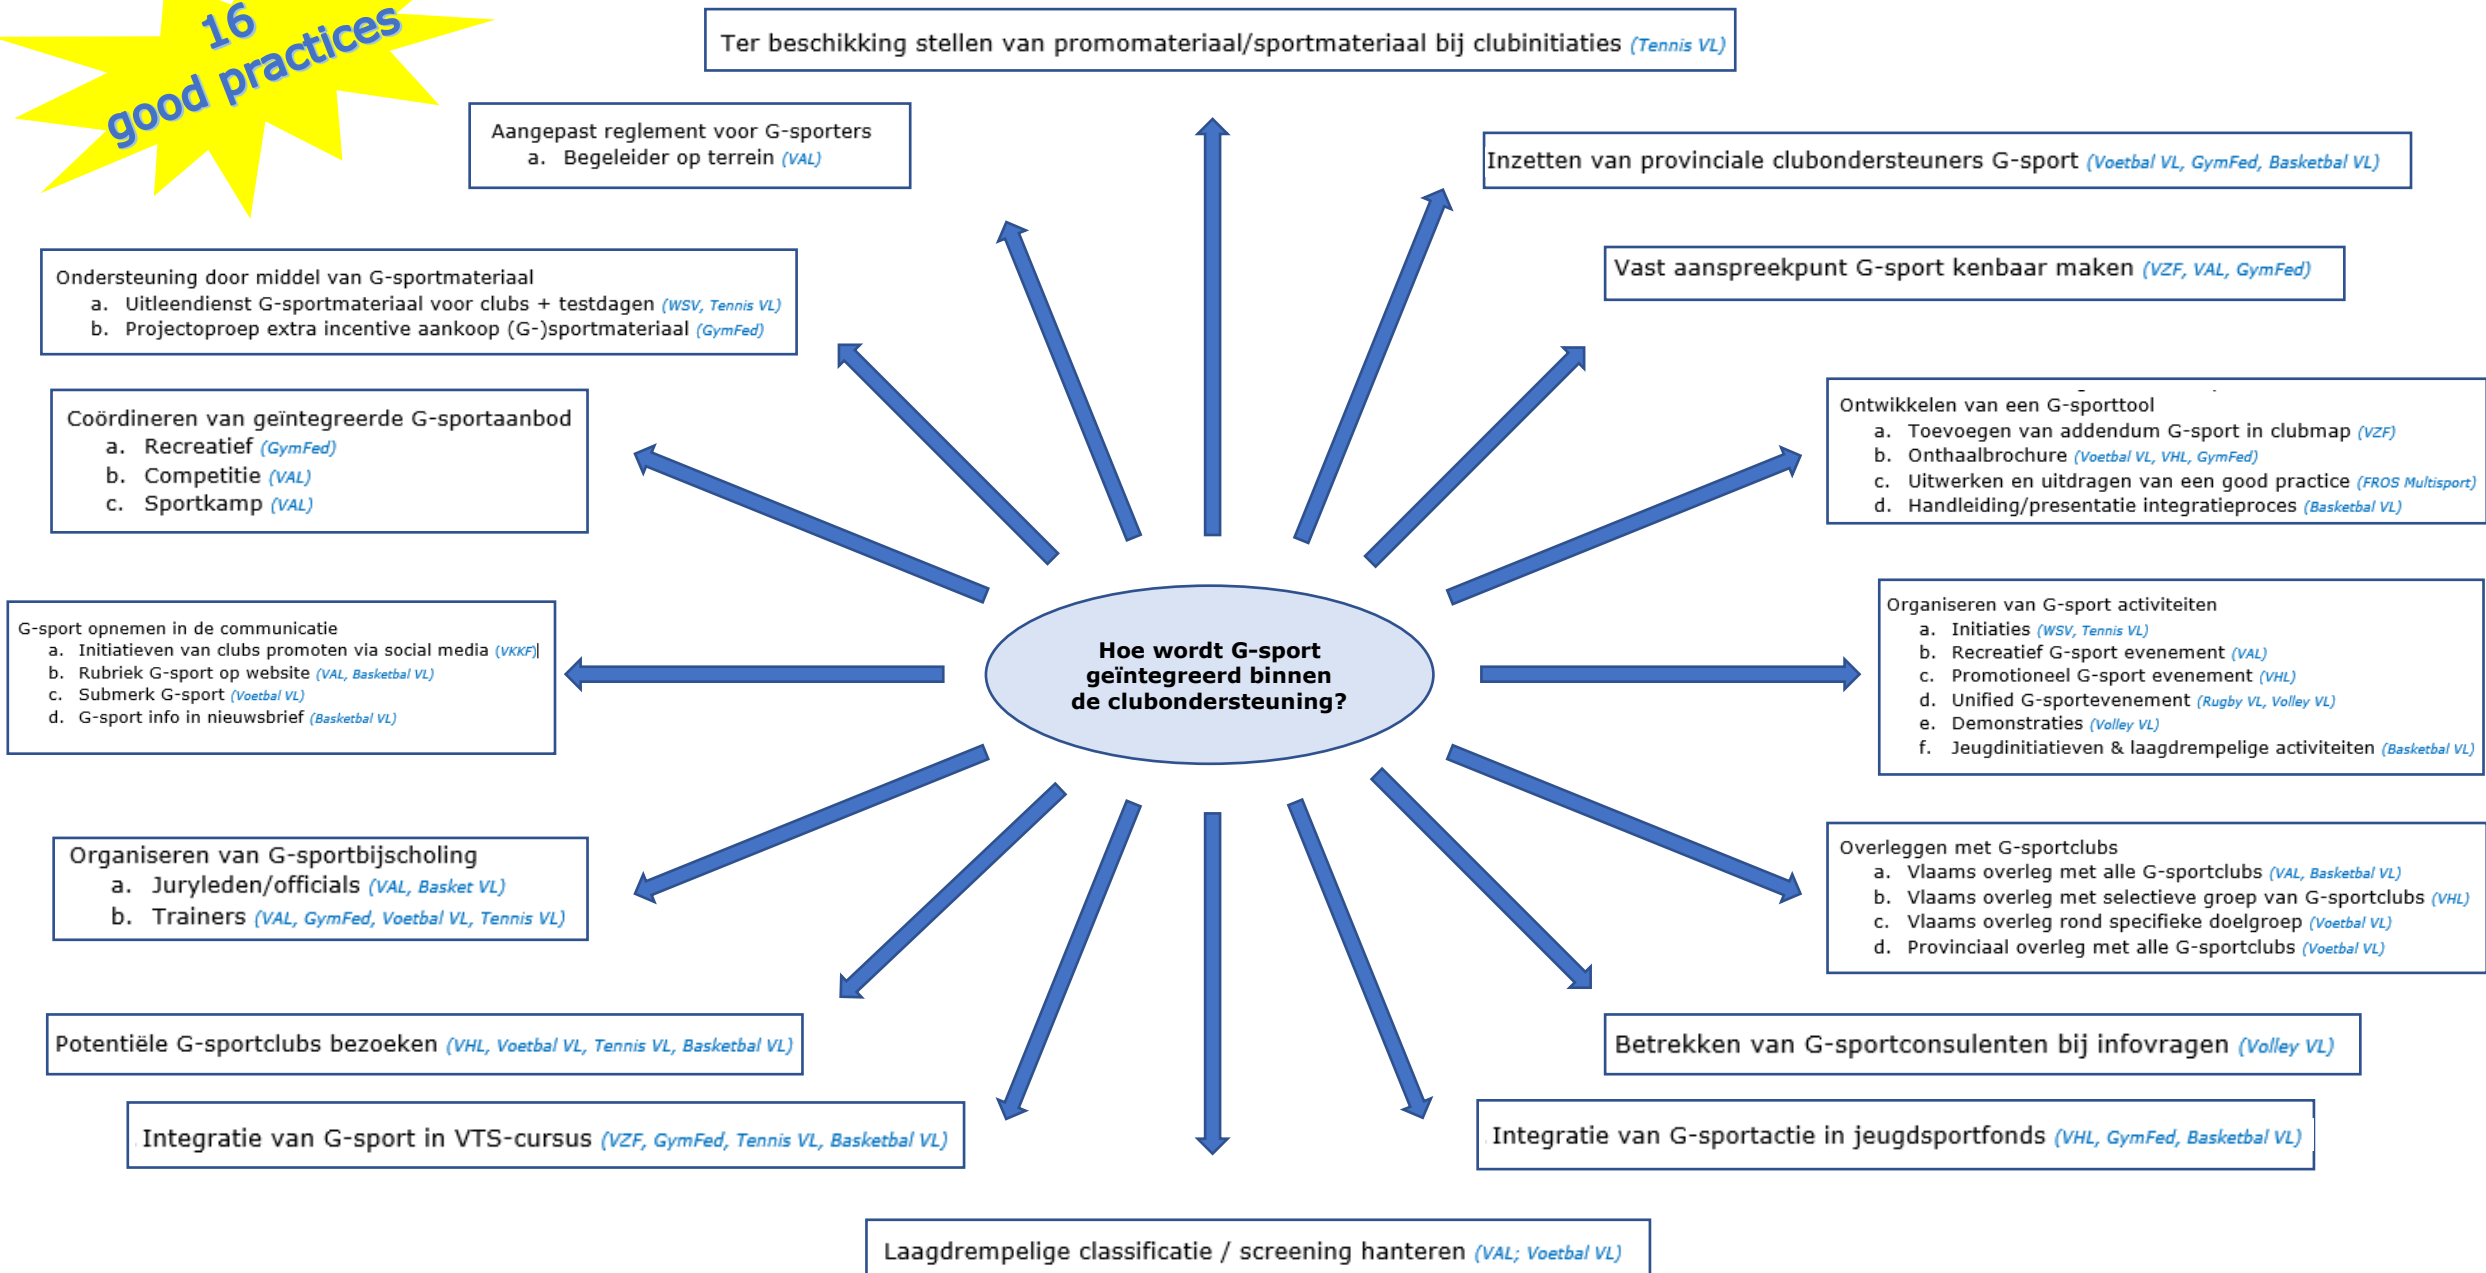 16
good practices
Ter beschikking stellen van promomateriaal/sportmateriaal bij clubinitiaties (Tennis VL)
Aangepast reglement voor G-sporters
a. Begeleider op terrein (VAL)
Inzetten van provinciale clubondersteuners G-sport (Voetbal VL, GymFed, Basketbal VL)
Ondersteuning door middel van G-sportmateriaal
a. Uitleendienst G-sportmateriaal voor clubs + testdagen (WSV, Tennis VL)
b. Projectoproep extra incentive aankoop (G-)sportmateriaal (GymFed)
Vast aanspreekpunt G-sport kenbaar maken (VZF, VAL, GymFed)
Coördineren van geïntegreerde G-sportaanbod
a. Recreatief (GymFed)
b. Competitie (VAL)
c. Sportkamp (VAL)
Ontwikkelen van een G-sporttool
a. Toevoegen van addendum G-sport in clubmap (VZF)
b. Onthaalbrochure (Voetbal VL, VHL, GymFed)
c. Uitwerken en uitdragen van een good practice (FROS Multisport)
d. Handleiding/presentatie integratieproces (Basketbal VL)
G-sport opnemen in de communicatie
a. Initiatieven van clubs promoten via social media (VKKF)
b. Rubriek G-sport op website (VAL, Basketbal VL)
c. Submerk G-sport (Voetbal VL)
d. G-sport info in nieuwsbrief (Basketbal VL)
Hoe wordt G-sport
geïntegreerd binnen
de clubondersteuning?
Organiseren van G-sport activiteiten
a. Initiaties (WSV, Tennis VL)
b. Recreatief G-sport evenement (VAL)
c. Promotioneel G-sport evenement (VHL)
d. Unified G-sportevenement (Rugby VL, Volley VL)
e. Demonstraties (Volley VL)
f. Jeugdinitiatieven & laagdrempelige activiteiten (Basketbal VL)
Organiseren van G-sportbijscholing
a. Juryleden/officials (VAL, Basket VL)
b. Trainers (VAL, GymFed, Voetbal VL, Tennis VL)
Overleggen met G-sportclubs
a. Vlaams overleg met alle G-sportclubs (VAL, Basketbal VL)
b. Vlaams overleg met selectieve groep van G-sportclubs (VHL)
c. Vlaams overleg rond specifieke doelgroep (Voetbal VL)
d. Provinciaal overleg met alle G-sportclubs (Voetbal VL)
Potentiële G-sportclubs bezoeken (VHL, Voetbal VL, Tennis VL, Basketbal VL)
Betrekken van G-sportconsulenten bij infovragen (Volley VL)
Integratie van G-sport in VTS-cursus (VZF, GymFed, Tennis VL, Basketbal VL)
Integratie van G-sportactie in jeugdsportfonds (VHL, GymFed, Basketbal VL)
Laagdrempelige classificatie / screening hanteren (VAL; Voetbal VL)